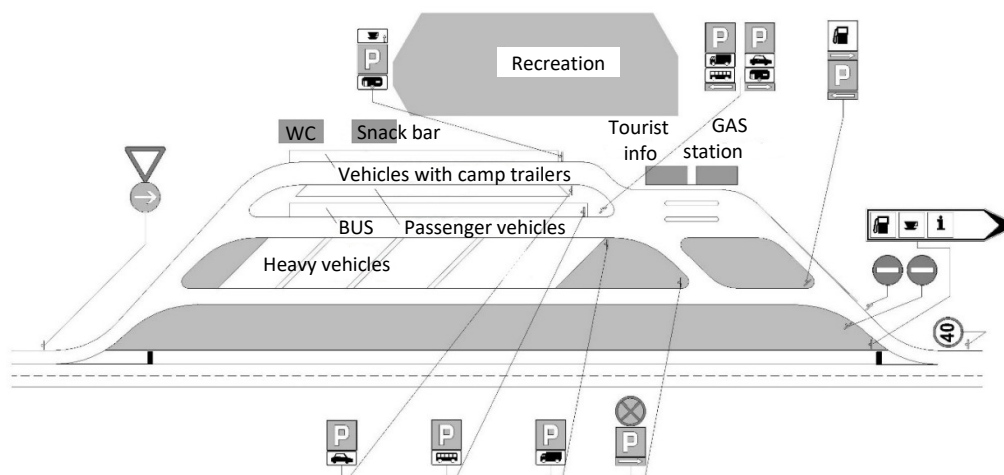 Recreation
P
P
P
P
P
WC
Snack bar
Tourist
info
GAS
station
Vehicles with camp trailers
BUS
Passenger vehicles
Heavy vehicles
i
40
P
P
P
P